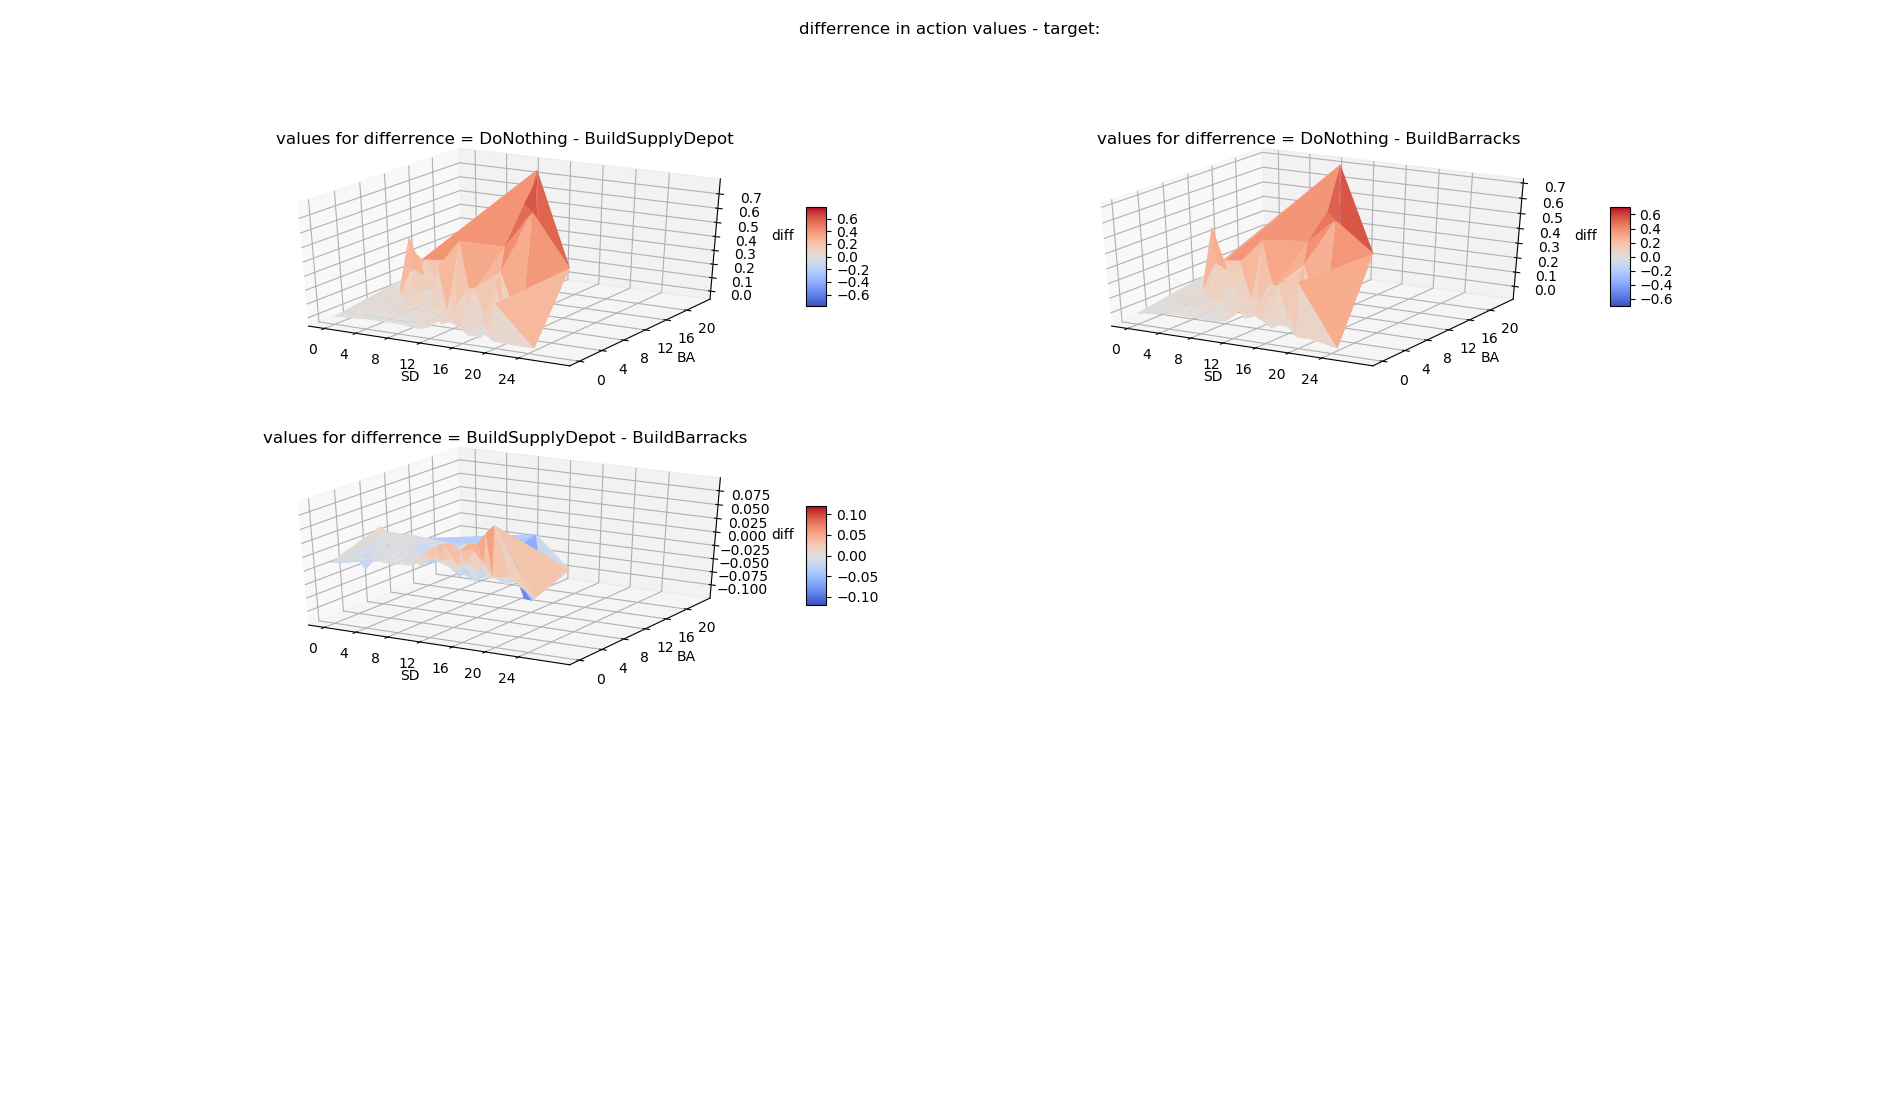 differrence in action values - target:
values for differrence = DoNothing - BuildSupplyDepot
0.7
0.6
0.5
0.4
0.3
0.2
0.1
0.0
diff
0.6
0.4
0.2
0.0
−0.2
−0.4
−0.6
0 4 8 12 16 20 24
SD
0 4 8 12 16 20
BA
values for differrence = DoNothing - BuildBarracks
0.7
0.6
0.5
0.4
0.3
0.2
0.1
0.0
diff
0.6
0.4
0.2
0.0
−0.2
−0.4
−0.6
0 4 8 12 16 20 24
SD
0 4 8 12 16 20
BA
values for differrence = BuildSupplyDepot - BuildBarracks
0.075
0.050
0.025
0.000
−0.025
−0.050
−0.075
−0.100
diff
0.10
0.05
0.00
−0.05
−0.10
0 4 8 12 16 20 24
SD
0 4 8 12 16 20
BA